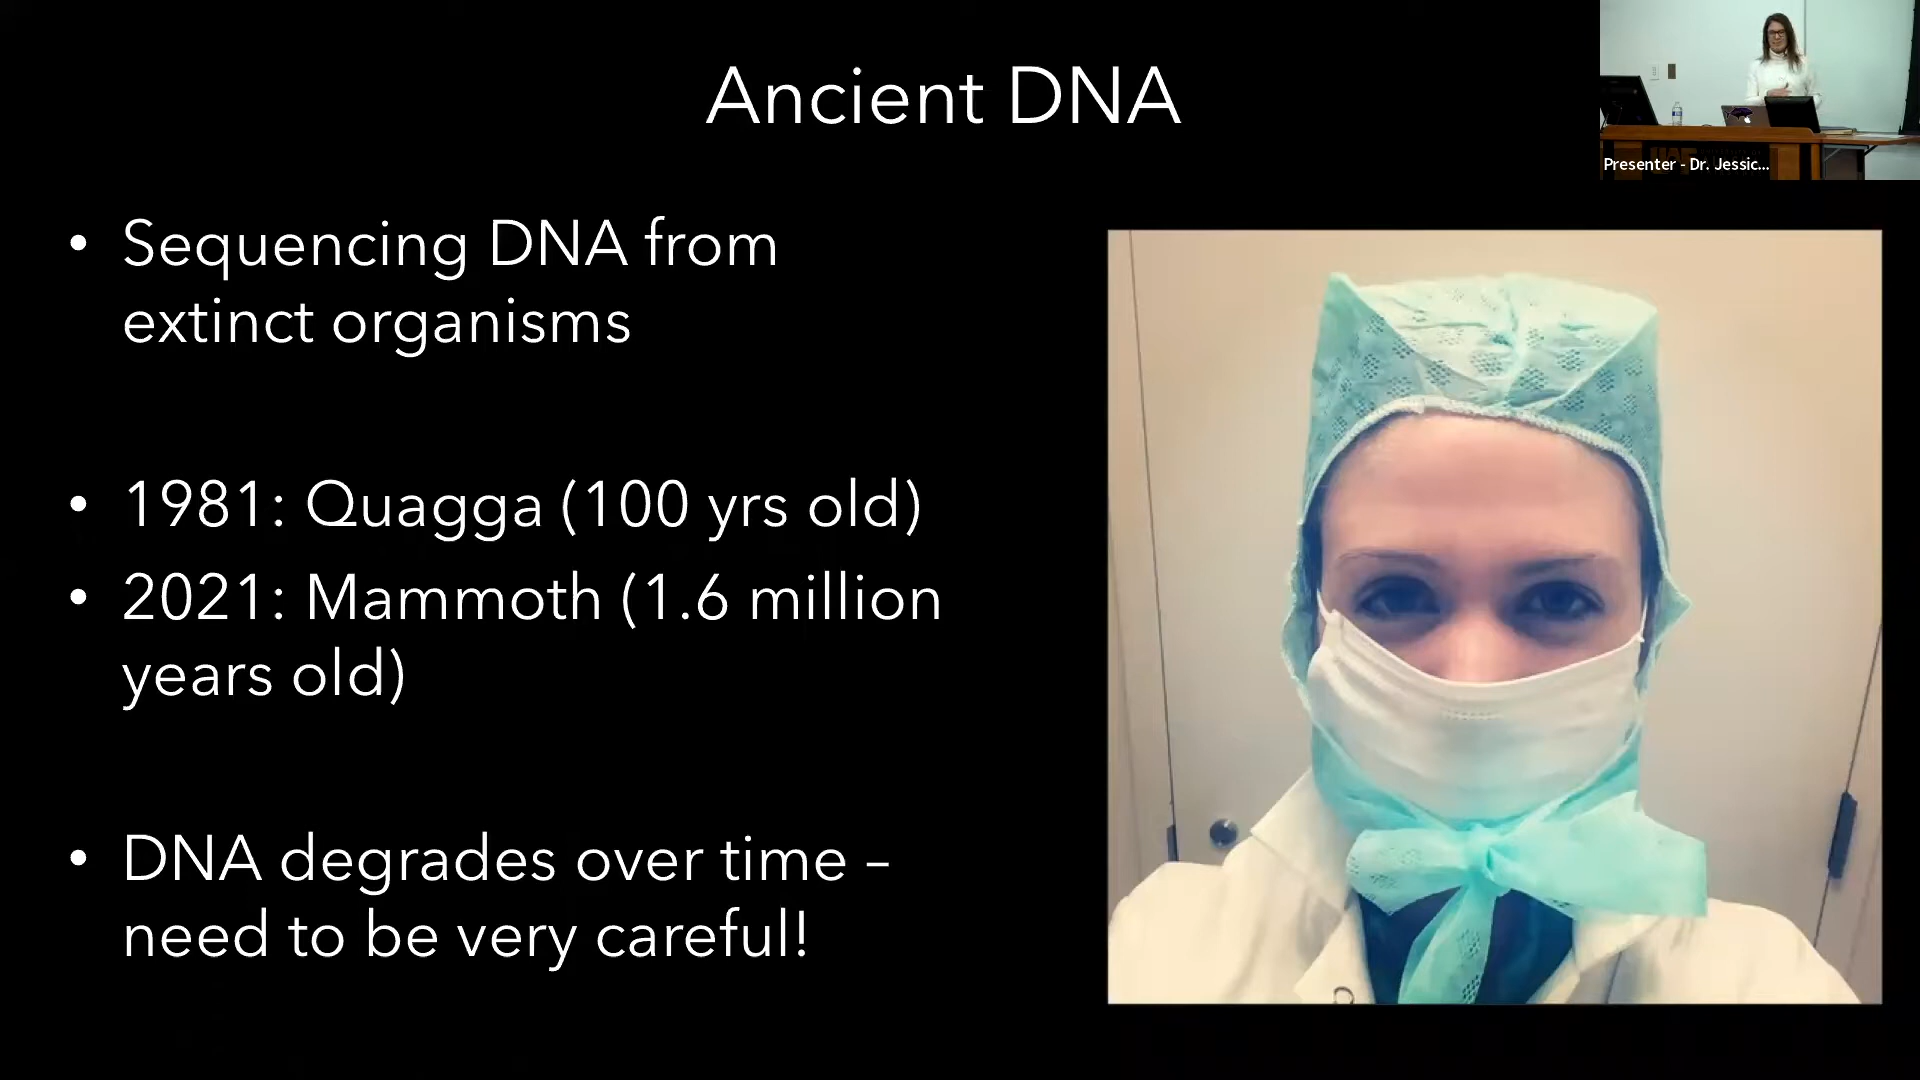 Ancient DNA
Presenter - Dr. Jessic...
• Sequencing DNA from
extinct organisms
• 1981: Quagga (100 yrs old)
• 2021: Mammoth (1.6 million
years old)
• DNA degrades over time –
need to be very careful!